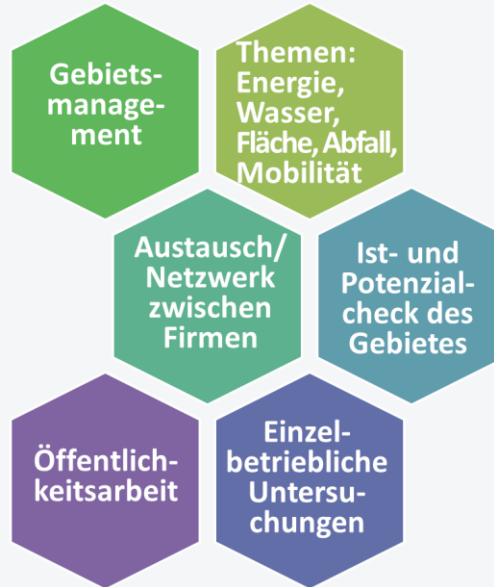 Gebiets-
manage-
ment
Themen:
Energie,
Wasser,
Fläche, Abfall,
Mobilität
Austausch/
Netzwerk
zwischen
Firmen
Ist- und
Potenzial-
check des
Gebietes
Öffentlich-
keitsarbeit
Einzel-
betriebliche
Untersu-
chungen